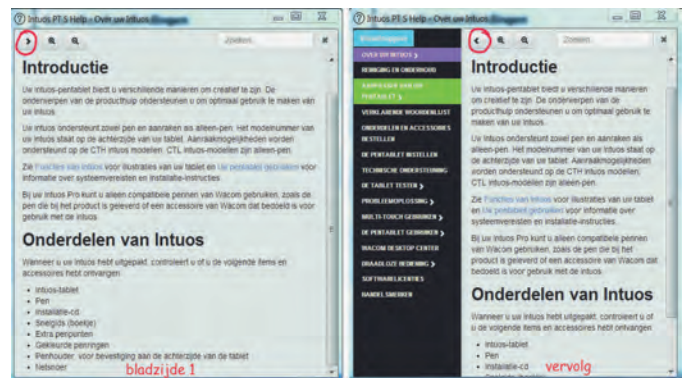 Intuos PT S Help - Over uw Intuos
Zoeken
Introductie
Uw Intuos-pentablet biedt u verschillende manieren
om creatief te zijn. De
onderwerpen van de producthulp ondersteunen u om optimaal gebruik te maken van
uw Intuos.
Uw Intuos ondersteunt zowel pen en aanraken als alleen-pen. Het modelnummer van
uw Intuos staat op de achterzijde van uw tablet. Aanraakmogelijkheden
worden ondersteund op de CTH Intuos modellen. CTL Intuos-modellen zijn alleen-pen.
Zie Functies van Intuos voor illustraties van uw tablet en Uw pentablet gebruiken voor
informatie over systeemvereisten en installatie-instructies.
Bij uw Intuos Pro kunt u alleen compatibele pennen van Wacom gebruiken, zoals de
pen die bij het product is geleverd of een accessoire van Wacom dat bedoeld is voor
gebruik met de Intuos.
Onderdelen van Intuos
Wanneer u uw Intuos hebt uitgepakt, controleert u of u de volgende items en
accessoires hebt ontvangen
• Intuos-tablet
• Pen
• Installatie-cd
• Snelgids (boekje)
• Extra penpunten
• Gekleurde penringen
• Penhouder: voor bevestiging aan de achterzijde van de tablet
• Netsnoer
bladzijde 1
Intuos PT S Help - Over uw Intuos
OVER UW INTUOS
REINIGING EN ONDERHOUD
VERKLARENDE WOORDENLIJST
ONDERDELEN EN ACCESSOIRES
BESTELLEN
DE PENTABLET INSTELLEN
TECHNISCHE ONDERSTEUNING
DE TABLET TESTEN
PROBLEEMOPLOSSING
MULTI-TOUCH GEBRUIKEN
DE PENTABLET GEBRUIKEN
WACOM DESKTOP CENTER
DRAADLOZE BEDIENING
SOFTWARELICENTIES
HANDELSMERKEN
Zoeken
Introductie
Uw Intuos-pentablet biedt u verschillende manieren
om creatief te zijn. De onderwerpen van de
producthulp ondersteunen u om optimaal gebruik te
maken van uw Intuos.
Uw Intuos ondersteunt zowel pen en aanraken als
alleen-pen. Het modelnummer van uw Intuos staat op
de achterzijde van uw tablet. Aanraakmogelijkheden
worden ondersteund op de CTH Intuos modellen.
CTL Intuos-modellen zijn alleen-pen.
Zie Functies van Intuos voor illustraties van uw tablet
en Uw pentablet gebruiken voor informatie over
systeemvereisten en installatie-instructies.
Bij uw Intuos Pro kunt u alleen compatibele pennen
van Wacom gebruiken, zoals de pen die bij het
product is geleverd of een accessoire van Wacom dat
bedoeld is voor gebruik met de Intuos.
Onderdelen van Intuos
Wanneer u uw Intuos hebt uitgepakt, controleert u of
u de volgende items en accessoires hebt ontvangen
• Intuos-tablet
• Pen
• Installatie-cd
vervolg